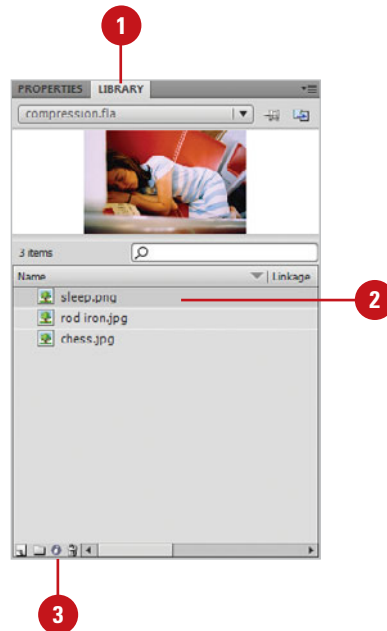 1
PROPERTIES LIBRARY
compression.fla
3 items
Name Linkage
sleep.png
2
rod iron.jpg
chess.jpg
3